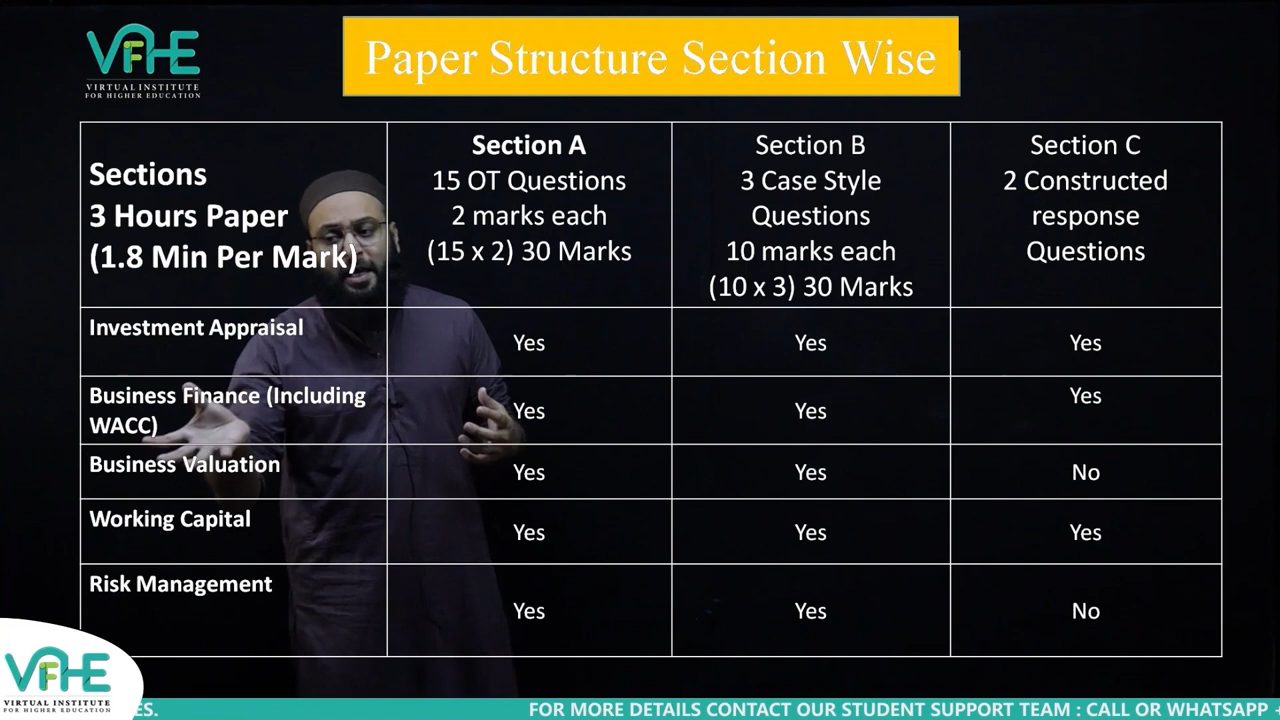 VIFHE
VIRTUAL INSTITUTE
FOR HIGHER EDUCATION
Paper Structure Section Wise
Sections
3 Hours Paper
(1.8 Min Per Mark)
Section A
15 OT Questions
2 marks each
(15 x 2) 30 Marks
Section B
3 Case Style
Questions
10 marks each
(10 x 3) 30 Marks
Section C
2 Constructed
response
Questions
Investment Appraisal
Yes
Yes
Yes
Business Finance (Including
WACC)
Yes
Yes
Yes
Business Valuation
Yes
Yes
No
Working Capital
Yes
Yes
Yes
Risk Management
Yes
Yes
No
VIFHE
VIRTUAL INSTITUTE
FOR HIGHER EDUCATION
ES.
FOR MORE DETAILS CONTACT OUR STUDENT SUPPORT TEAM : CALL OR WHATSAPP